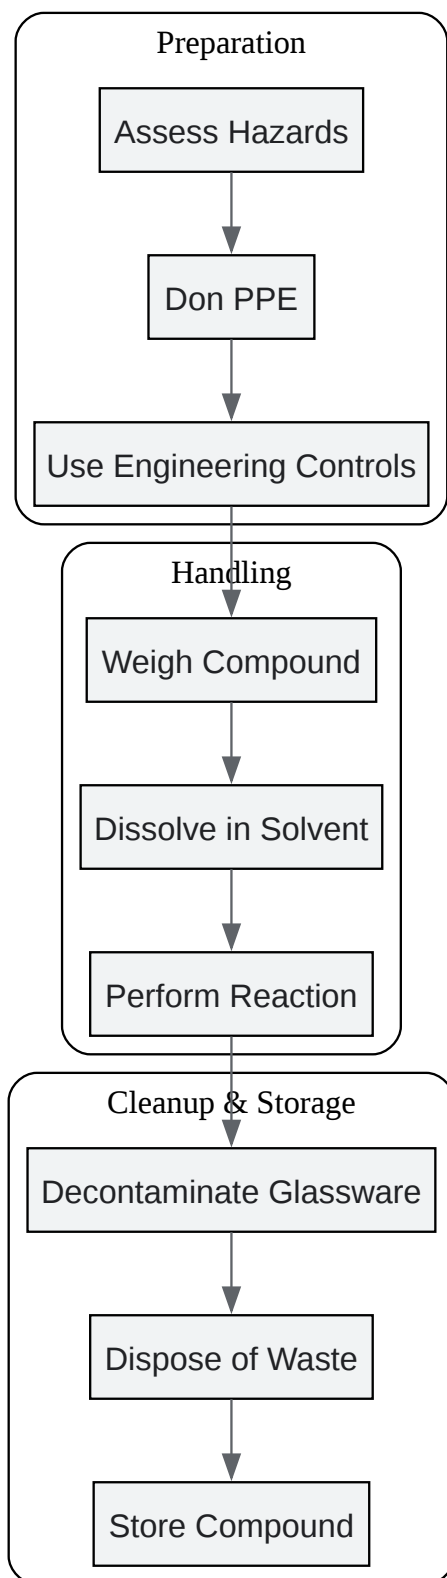 Preparation
Assess Hazards
Don PPE
Use Engineering Controls
Handling
Weigh Compound
Dissolve in Solvent
Perform Reaction
Cleanup & Storage
Decontaminate Glassware
Dispose of Waste
Store Compound